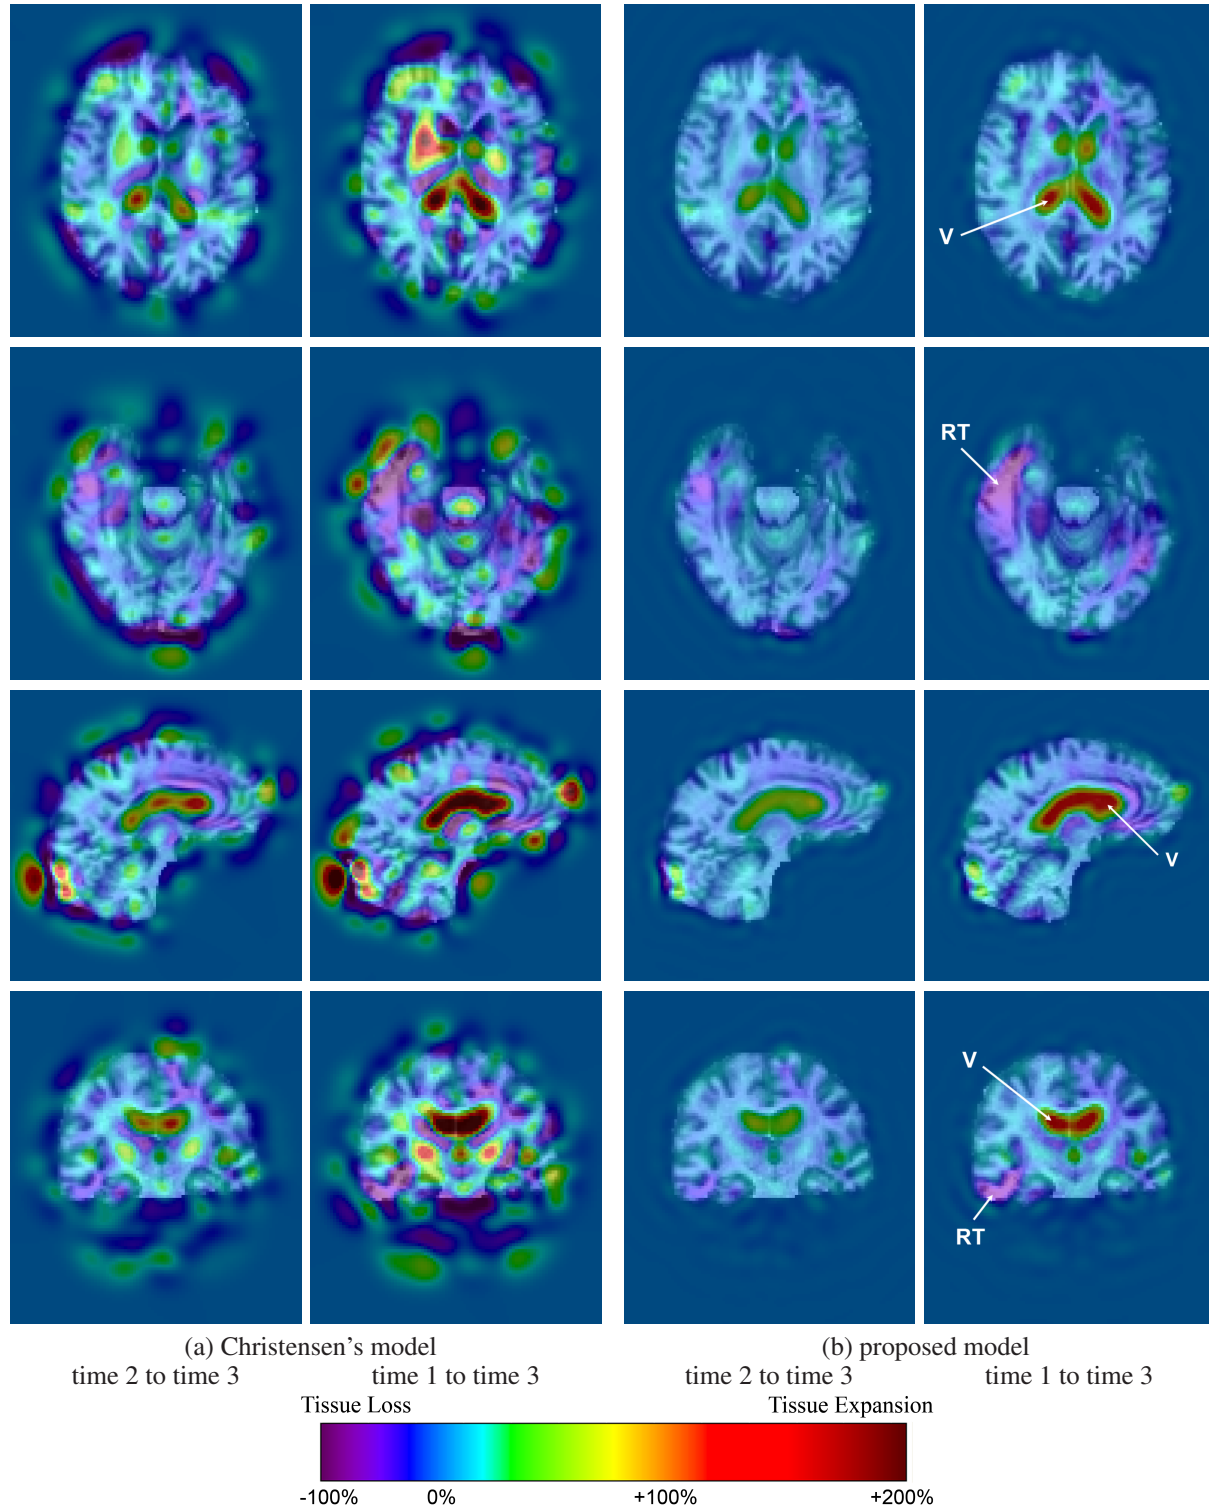 V
RT
V
V
RT
(a) Christensen's model
(b) proposed model
time 2 to time 3
time 1 to time 3
time 2 to time 3
time 1 to time 3
Tissue Loss
Tissue Expansion
-100%
0%
+100%
+200%